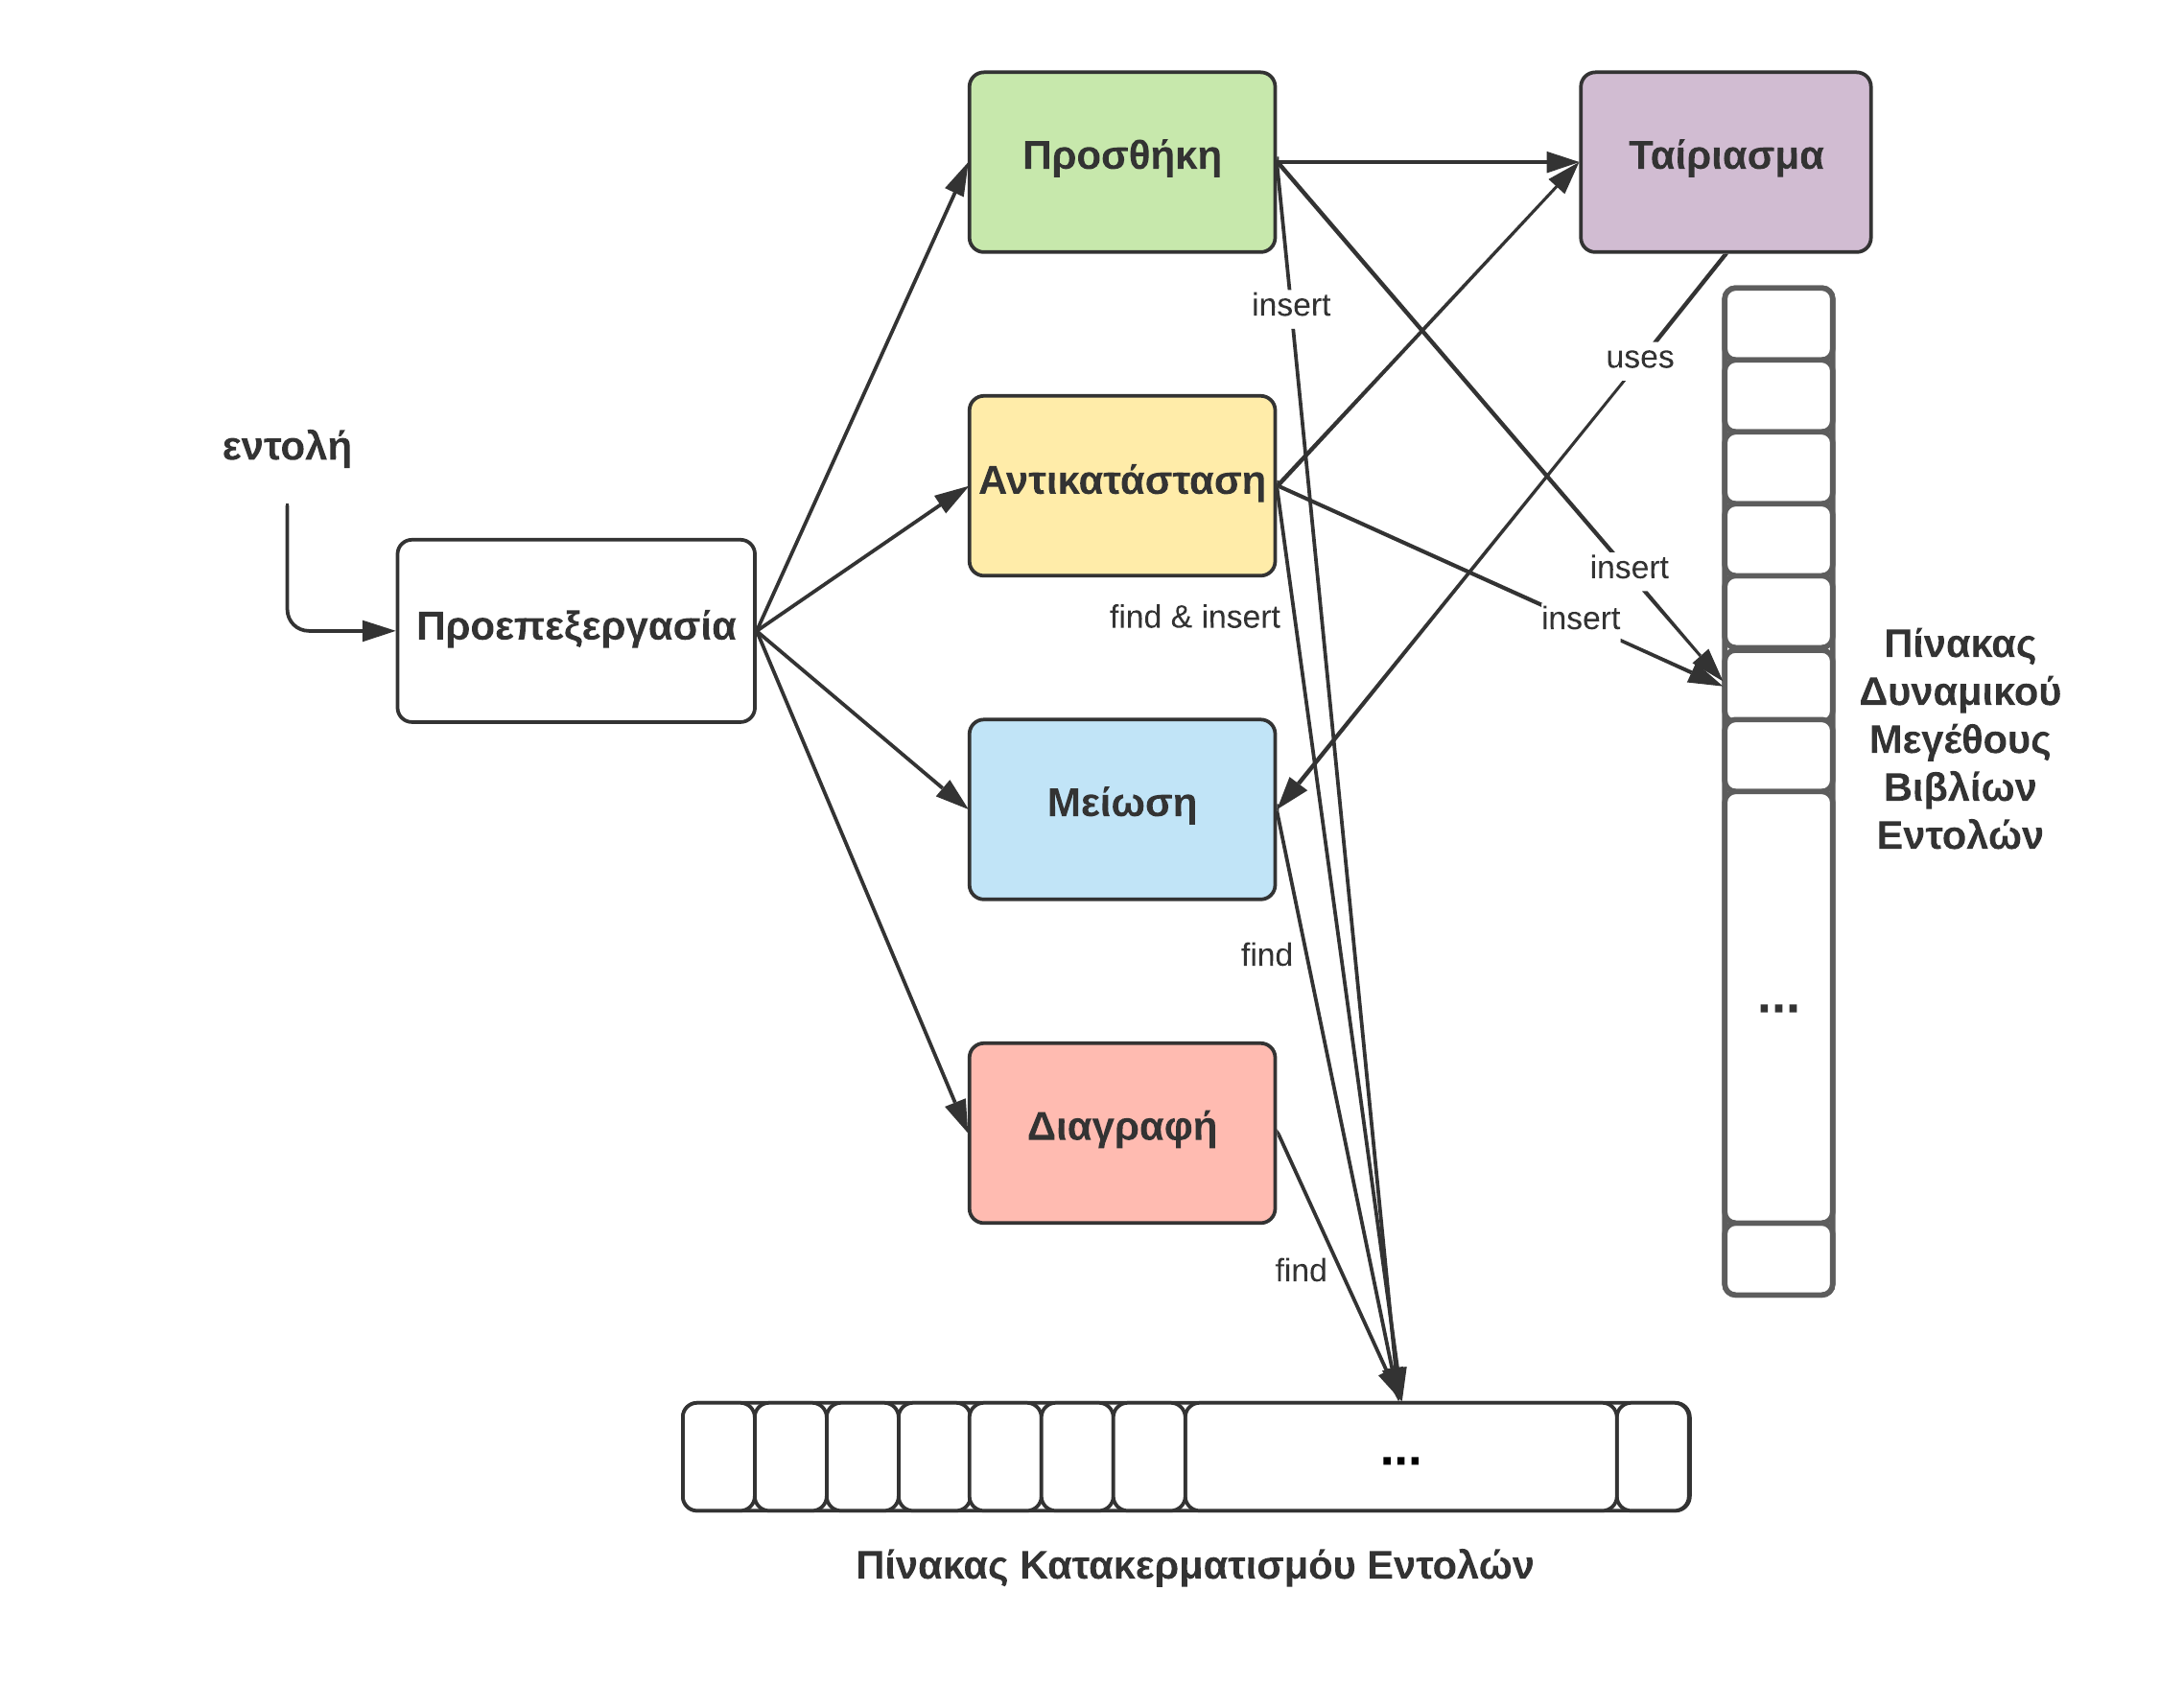 Προσθήκη
Ταίριασμα
insert
uses
εντολή
Αντικατάσταση
insert
find & insert
insert
Προεπεξεργασία
Πίνακας
Δυναμικού
Μεγέθους
Βιβλίων
Εντολών
Μείωση
find
...
Διαγραφή
find
...
Πίνακας Κατακερματισμόυ Εντολών